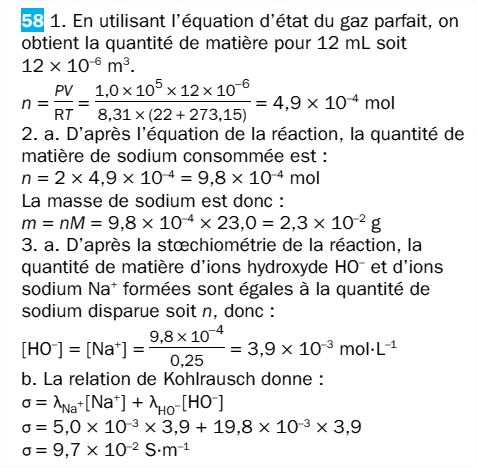 58 1. En utilisant l'équation d'état du gaz parfait, on
obtient la quantité de matière pour 12 mL soit
12 × 10⁻⁶ m³.
n = PV/RT = (1,0 × 10⁵ × 12 × 10⁻⁶)/(8,31 × (22 + 273,15)) = 4,9 × 10⁻⁴ mol
2. a. D'après l'équation de la réaction, la quantité de
matière de sodium consommée est :
n = 2 × 4,9 × 10⁻⁴ = 9,8 × 10⁻⁴ mol
La masse de sodium est donc :
m = nM = 9,8 × 10⁻⁴ × 23,0 = 2,3 × 10⁻² g
3. a. D'après la stœchiométrie de la réaction, la
quantité de matière d'ions hydroxyde HO⁻ et d'ions
sodium Na⁺ formées sont égales à la quantité de
sodium disparue soit n, donc :
[HO⁻] = [Na⁺] = (9,8 × 10⁻⁴)/0,25 = 3,9 × 10⁻³ mol·L⁻¹
b. La relation de Kohlrausch donne :
σ = λNa⁺[Na⁺] + λHO⁻[HO⁻]
σ = 5,0 × 10⁻³ × 3,9 + 19,8 × 10⁻³ × 3,9
σ = 9,7 × 10⁻² S·m⁻¹